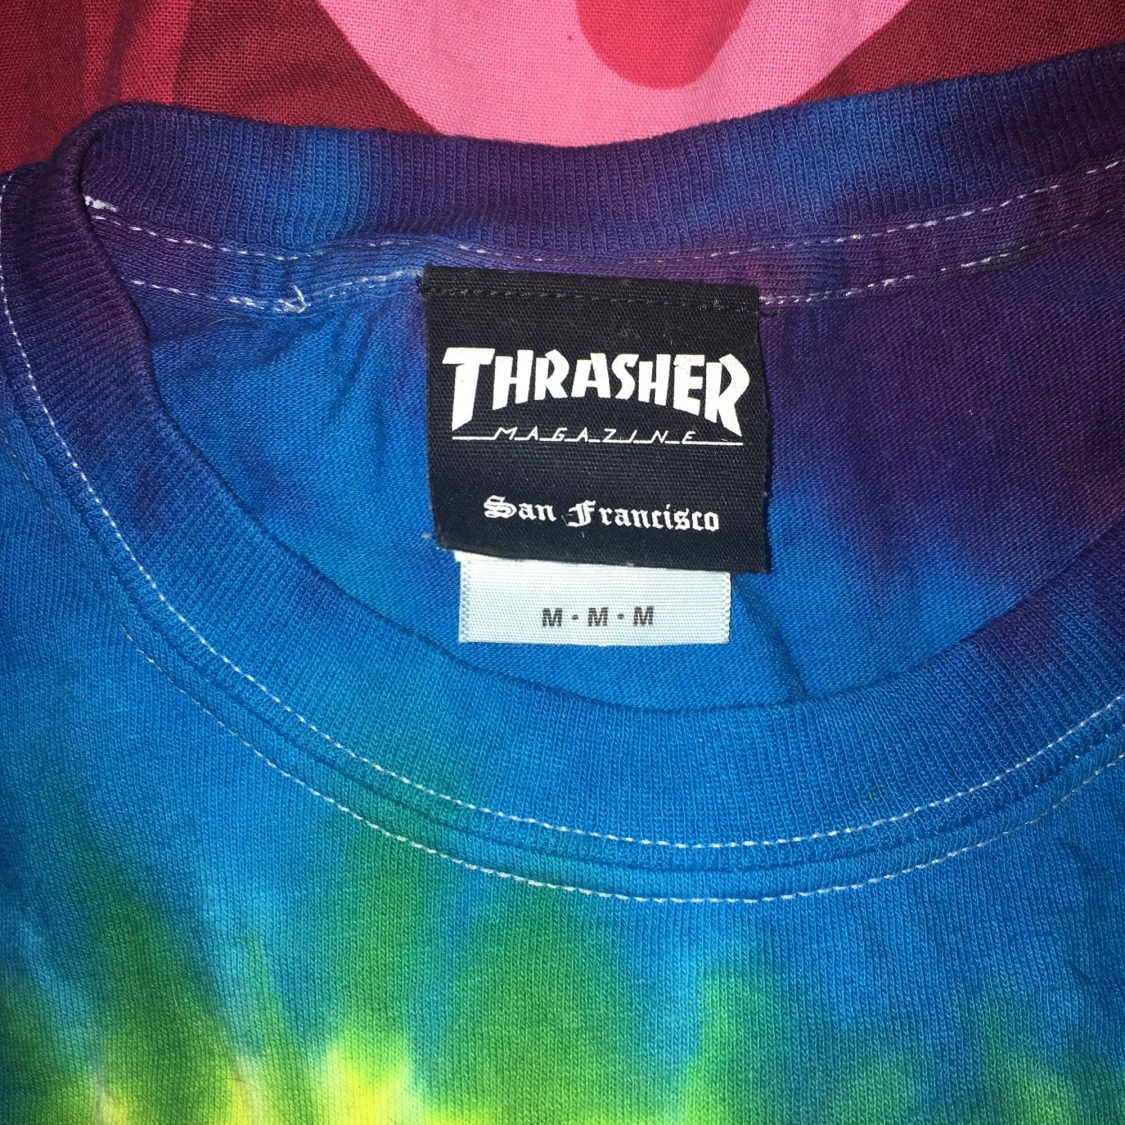 THRASHER
MAGAZINE
San Francisco
M • M • M